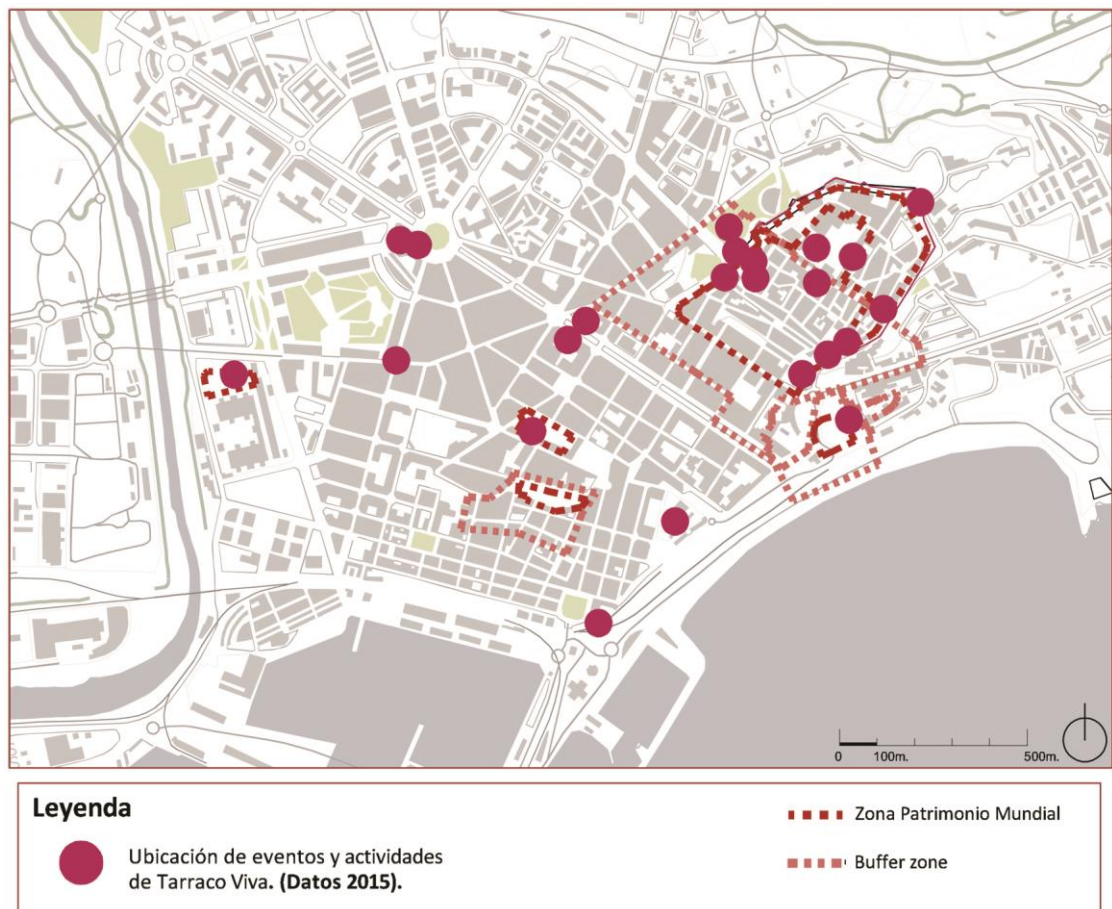 0 100m. 500m.
Leyenda
Ubicación de eventos y actividades
de Tarraco Viva. (Datos 2015).
Zona Patrimonio Mundial
Buffer zone